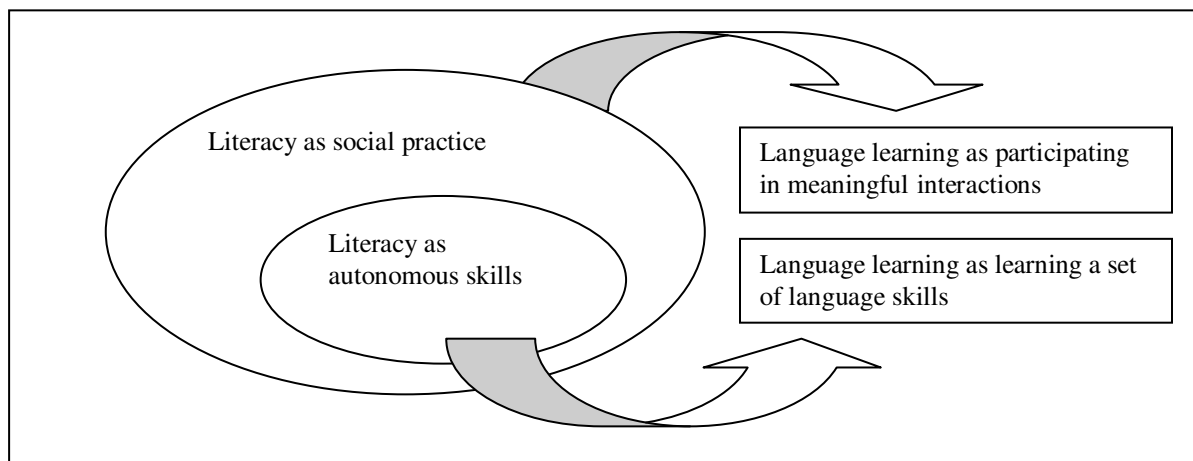 Literacy as social practice
Literacy as
autonomous skills
Language learning as participating
in meaningful interactions
Language learning as learning a set
of language skills